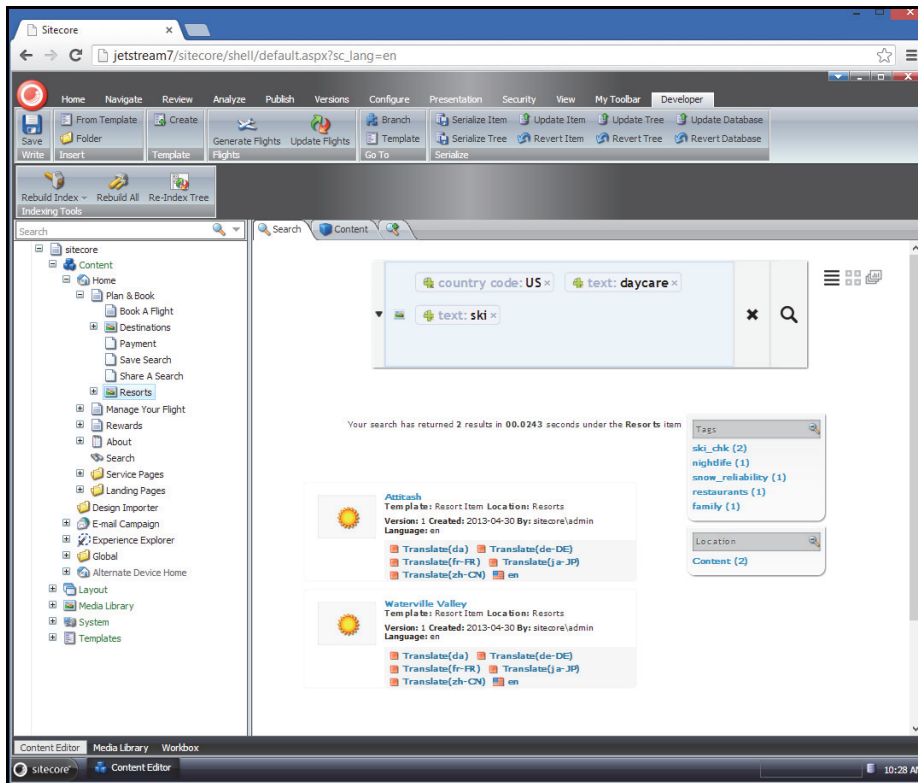 Sitecore
jetstream7/sitecore/shell/default.aspx?sc_lang=en
Home Navigate Review Analyze Publish Versions Configure Presentation Security View My Toolbar Developer
From Template Create Branch Serialize Item Update Item Update Tree Update Database
Save Folder Generate Flights Update Flights Template Serialize Tree Revert Item Revert Tree Revert Database
Write Insert Template Flights Go To Serialize
Rebuild Index Rebuild All Re-Index Tree
Indexing Tools
Search
Search Content
sitecore
Content
Home
Plan & Book
Book A Flight
Destinations
Payment
Save Search
Share A Search
Resorts
Manage Your Flight
Rewards
About
Search
Service Pages
Landing Pages
Design Importer
E-mail Campaign
Experience Explorer
Global
Alternate Device Home
Layout
Media Library
System
Templates
country code: US × text: daycare ×
text: ski ×
Your search has returned 2 results in 00.0243 seconds under the Resorts item
Tags
ski_chk (2)
nightlife (1)
snow_reliability (1)
restaurants (1)
family (1)
Location
Content (2)
Attitash
Template: Resort Item Location: Resorts
Version: 1 Created: 2013-04-30 By: sitecore\admin
Language: en
Translate(da) Translate(de-DE)
Translate(fr-FR) Translate(ja-JP)
Translate(zh-CN) en
Waterville Valley
Template: Resort Item Location: Resorts
Version: 1 Created: 2013-04-30 By: sitecore\admin
Language: en
Translate(da) Translate(de-DE)
Translate(fr-FR) Translate(ja-JP)
Translate(zh-CN) en
Content Editor Media Library Workbox
sitecore Content Editor 10:28 AM